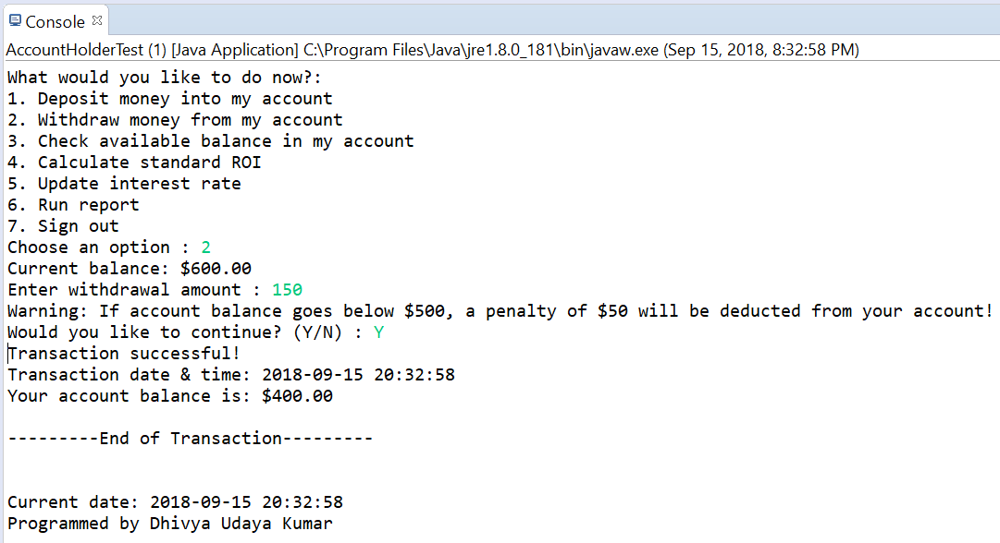 Console
AccountHolderTest (1) [Java Application] C:\Program Files\Java\jre1.8.0_181\bin\javaw.exe (Sep 15, 2018, 8:32:58 PM)
What would you like to do now?:
1. Deposit money into my account
2. Withdraw money from my account
3. Check available balance in my account
4. Calculate standard ROI
5. Update interest rate
6. Run report
7. Sign out
Choose an option : 2
Current balance: $600.00
Enter withdrawal amount : 150
Warning: If account balance goes below $500, a penalty of $50 will be deducted from your account!
Would you like to continue? (Y/N) : Y
Transaction successful!
Transaction date & time: 2018-09-15 20:32:58
Your account balance is: $400.00
---------End of Transaction---------
Current date: 2018-09-15 20:32:58
Programmed by Dhivya Udaya Kumar